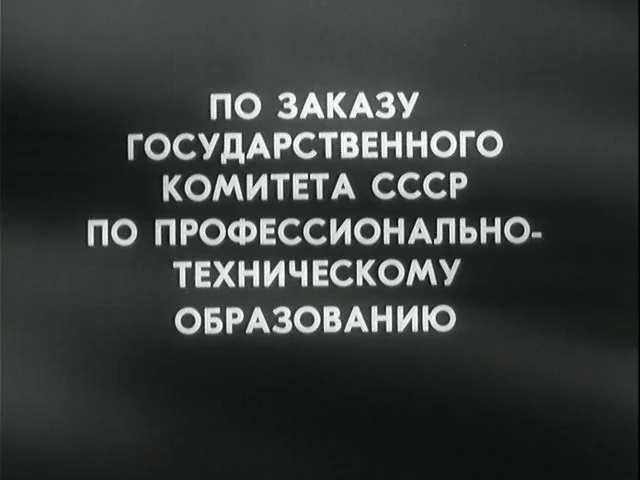 ПО ЗАКАЗУ
ГОСУДАРСТВЕННОГО
КОМИТЕТА СССР
ПО ПРОФЕССИОНАЛЬНО-
ТЕХНИЧЕСКОМУ
ОБРАЗОВАНИЮ